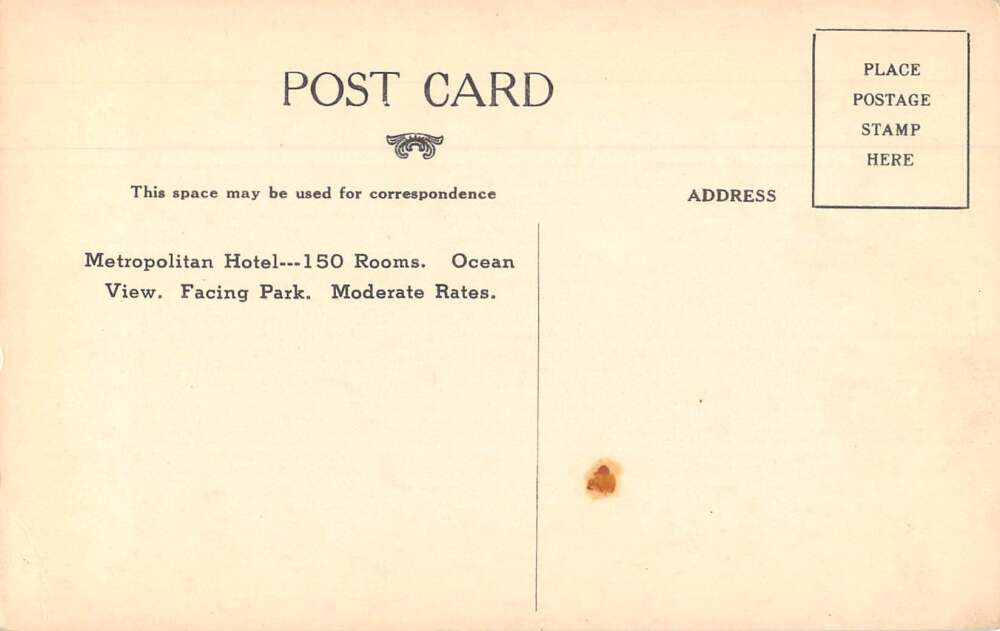 POST CARD
PLACE
POSTAGE
STAMP
HERE
This space may be used for correspondence
ADDRESS
Metropolitan Hotel---150 Rooms. Ocean
View. Facing Park. Moderate Rates.